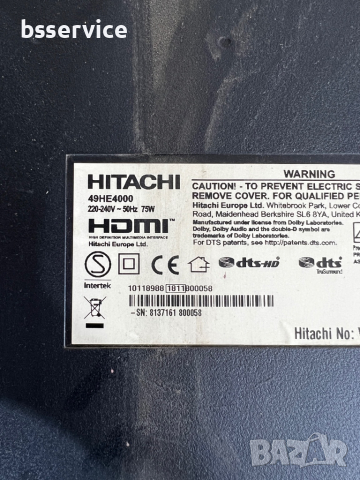 bsservice
HITACHI
49HE4000
220-240V ~ 50Hz 75W
HDMI™
HIGH DEFINITION MULTIMEDIA INTERFACE
Hitachi Europe Ltd.
WARNING
CAUTION! - TO PREVENT ELECTRIC S
REMOVE COVER. FOR QUALIFIED PE
Hitachi Europe Ltd. Whitebrook Park, Lower Co
Road, Maidenhead Berkshire SL6 8YA, United K
Manufactured under license from Dolby Laboratories.
Dolby, Dolby Audio and the double-D symbol are
trademarks of Dolby Laboratories.
For DTS patents, see http://patents.dts.com.
S
Intertek
CE
dts-HD
dts
TruSurround
10118988 1811 800058
-SN: 8137161 800058
Hitachi No:
BAZAR